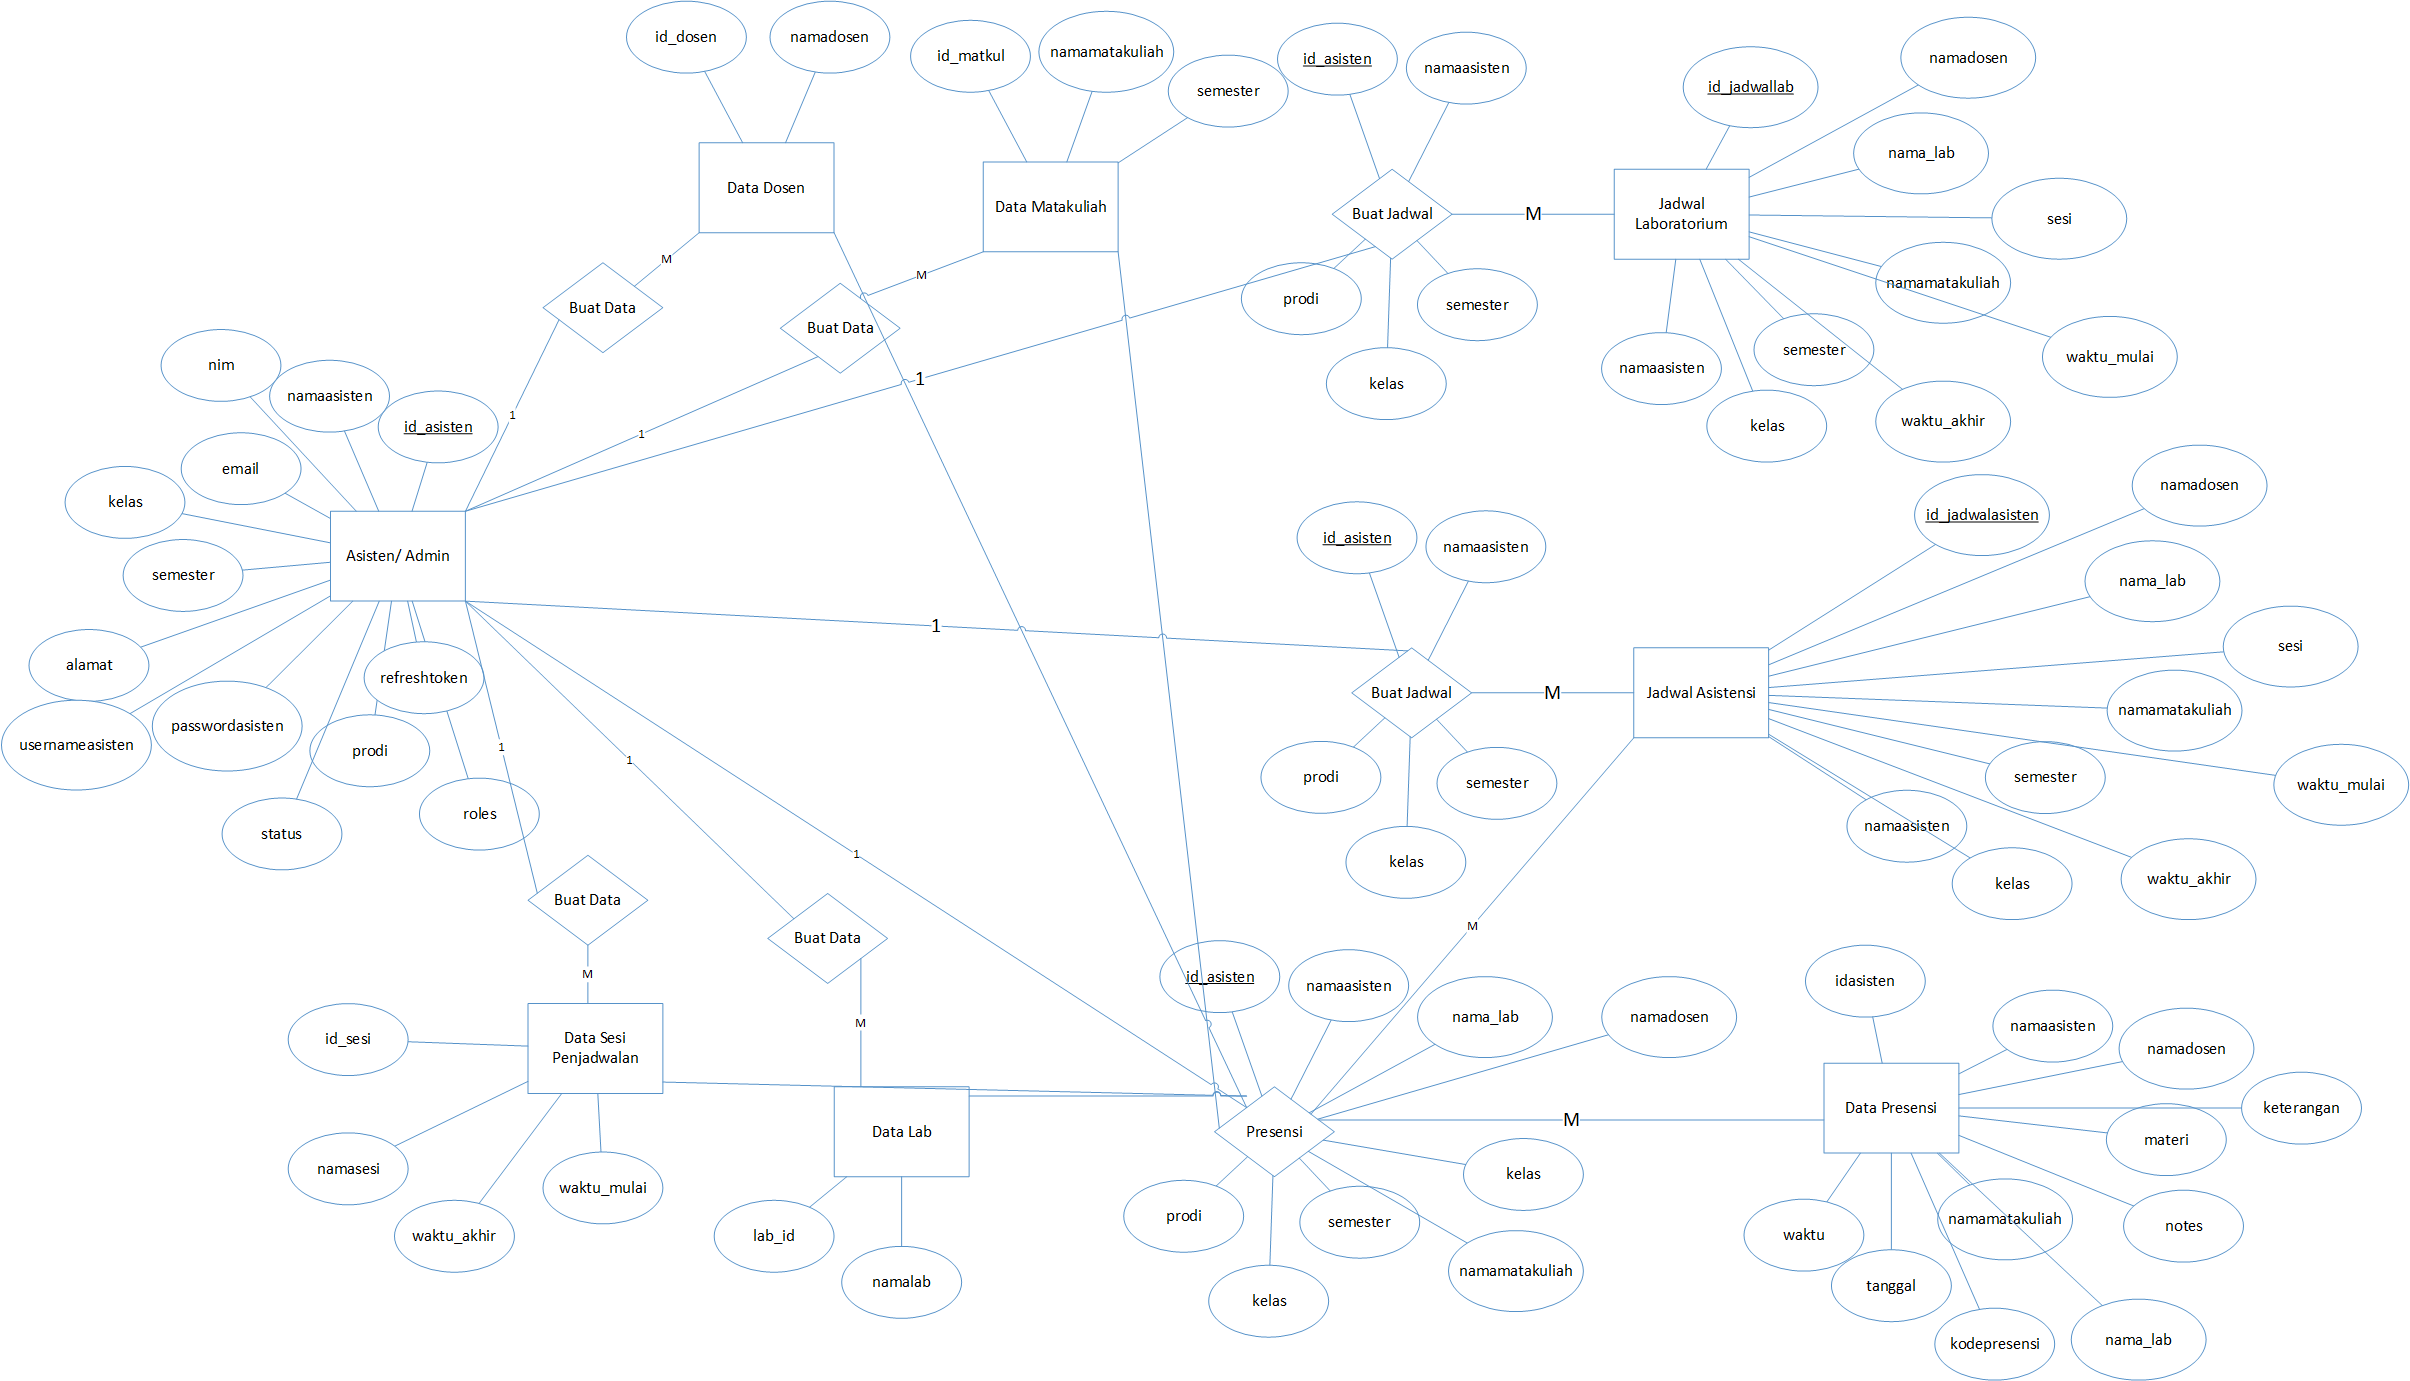 id_dosen
namadosen
id_matkul
namamatakuliah
semester
id_asisten
namaasisten
id_jadwallab
namadosen
nama_lab
sesi
namamatakuliah
waktu_mulai
waktu_akhir
semester
kelas
namaasisten
Data Dosen
Data Matakuliah
Buat Jadwal
M
Jadwal
Laboratorium
prodi
semester
kelas
M
Buat Data
M
Buat Data
1
1
1
nim
namaasisten
id_asisten
email
kelas
semester
alamat
usernameasisten
passwordasisten
status
prodi
refreshtoken
roles
Asisten/ Admin
1
id_asisten
namaasisten
Buat Jadwal
M
Jadwal Asistensi
prodi
semester
kelas
id_jadwalasisten
namadosen
nama_lab
sesi
namamatakuliah
waktu_mulai
semester
namaasisten
kelas
waktu_akhir
1
1
1
M
Buat Data
M
Buat Data
M
Data Sesi
Penjadwalan
id_sesi
namasesi
waktu_akhir
waktu_mulai
Data Lab
lab_id
namalab
id_asisten
namaasisten
nama_lab
namadosen
Presensi
M
kelas
prodi
semester
namamatakuliah
kelas
Data Presensi
idasisten
namaasisten
namadosen
keterangan
materi
notes
namamatakuliah
waktu
tanggal
kodepresensi
nama_lab